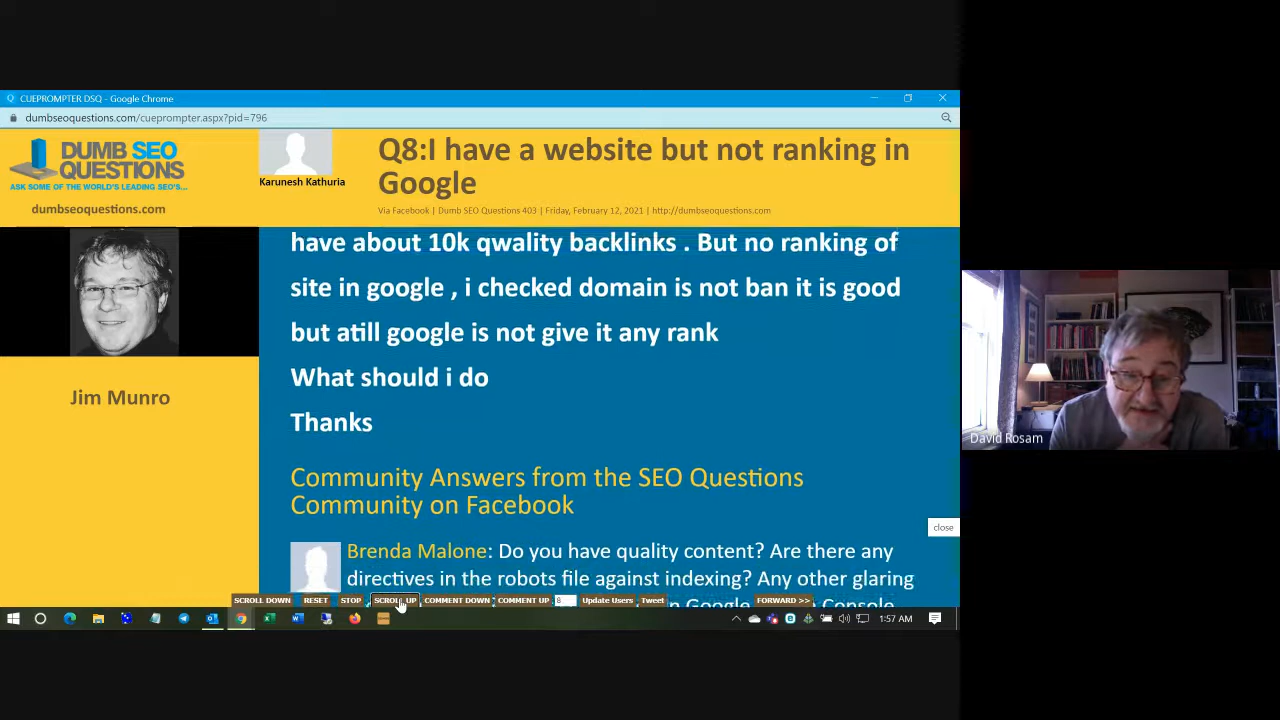 CUEPROMPTER DSQ - Google Chrome
dumbseoquestions.com/cueprompter.aspx?pid=796
DUMB SEO
QUESTIONS
ASK SOME OF THE WORLD'S LEADING SEO'S...
dumbseoquestions.com
Karunesh Kathuria
Q8:I have a website but not ranking in
Google
Via Facebook | Dumb SEO Questions 403 | Friday, February 12, 2021 | http://dumbseoquestions.com
Jim Munro
have about 10k qwality backlinks . But no ranking of
site in google , i checked domain is not ban it is good
but atill google is not give it any rank
What should i do
Thanks
Community Answers from the SEO Questions
Community on Facebook
close
Brenda Malone: Do you have quality content? Are there any
directives in the robots file against indexing? Any other glaring
in Google Console
SCROLL DOWN RESET STOP SCROLL UP COMMENT DOWN COMMENT UP 8 Update Users Tweet FORWARD >>
1:57 AM
David Rosam